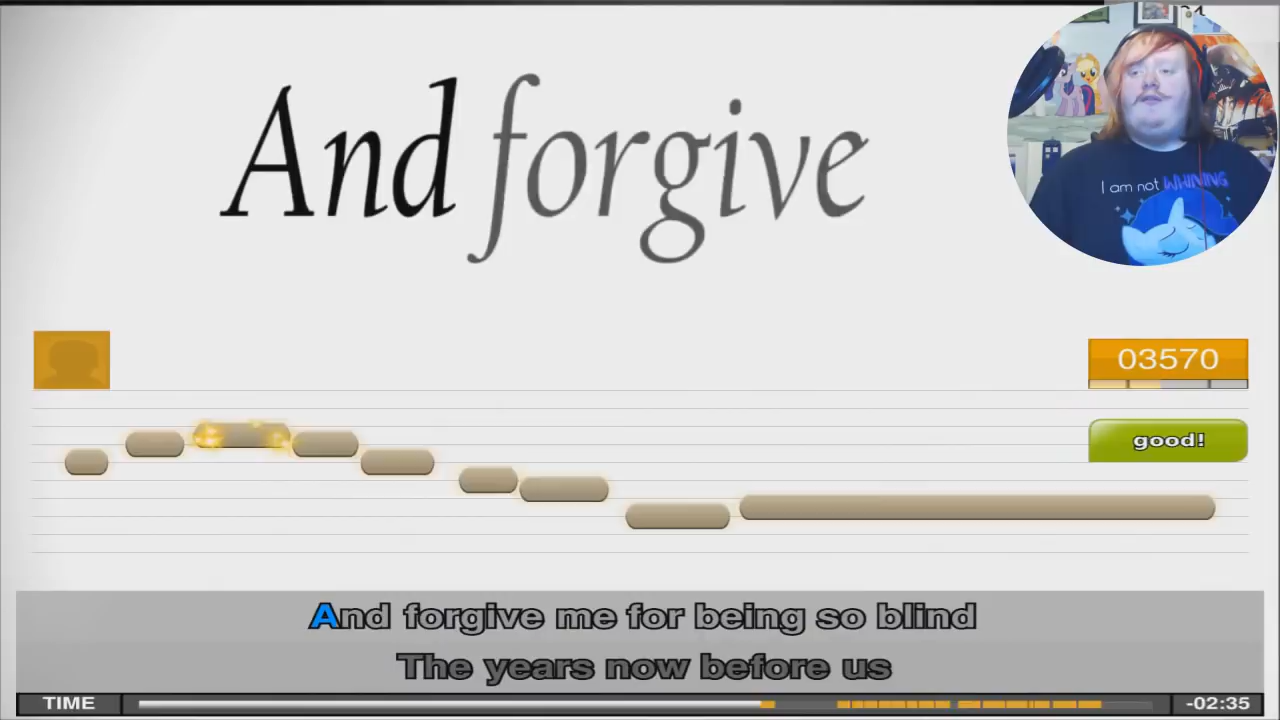 And forgive
I am not WHINING
03570
good!
And forgive me for being so blind
The years now before us
TIME
-02:35